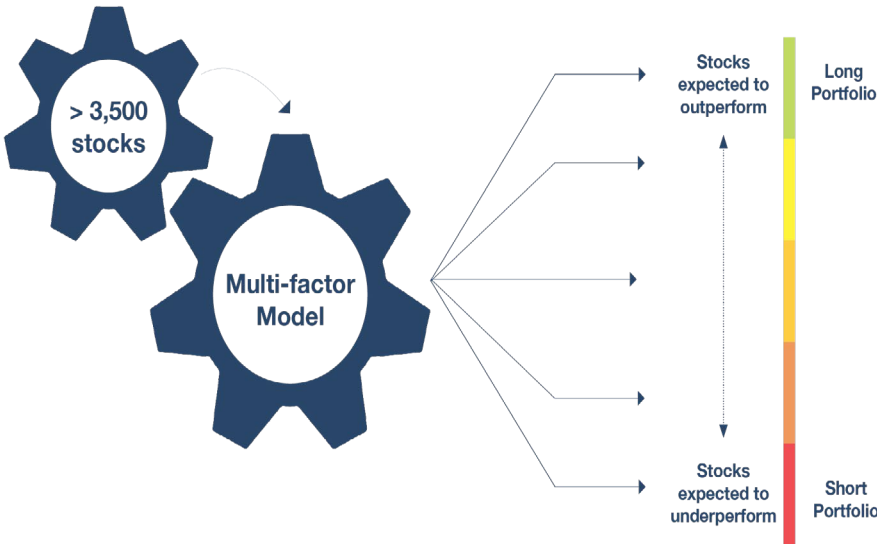 > 3,500
stocks
Multi-factor
Model
Stocks
expected to
outperform
Long
Portfolio
Stocks
expected to
underperform
Short
Portfolio